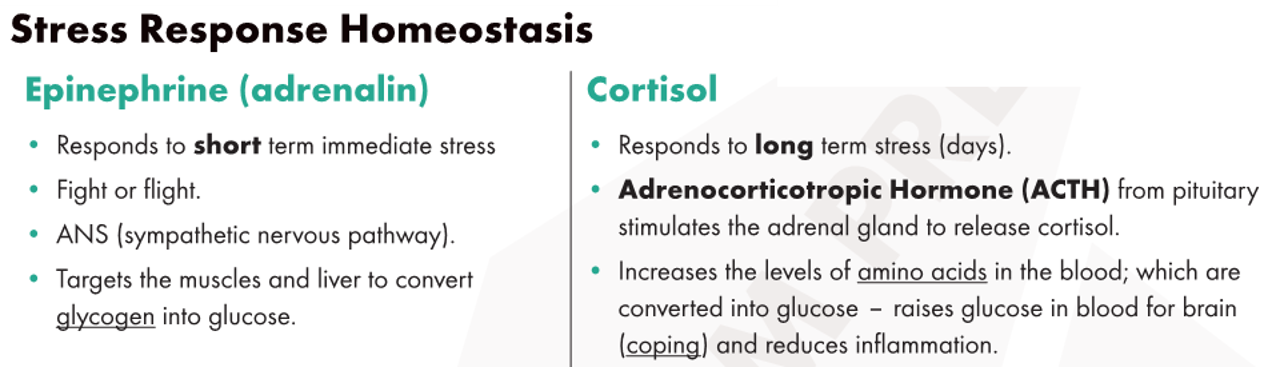 Stress Response Homeostasis
Epinephrine (adrenalin)
• Responds to short term immediate stress
• Fight or flight.
• ANS (sympathetic nervous pathway).
• Targets the muscles and liver to convert
glycogen into glucose.
Cortisol
• Responds to long term stress (days).
• Adrenocorticotropic Hormone (ACTH) from pituitary
stimulates the adrenal gland to release cortisol.
• Increases the levels of amino acids in the blood; which are
converted into glucose – raises glucose in blood for brain
(coping) and reduces inflammation.